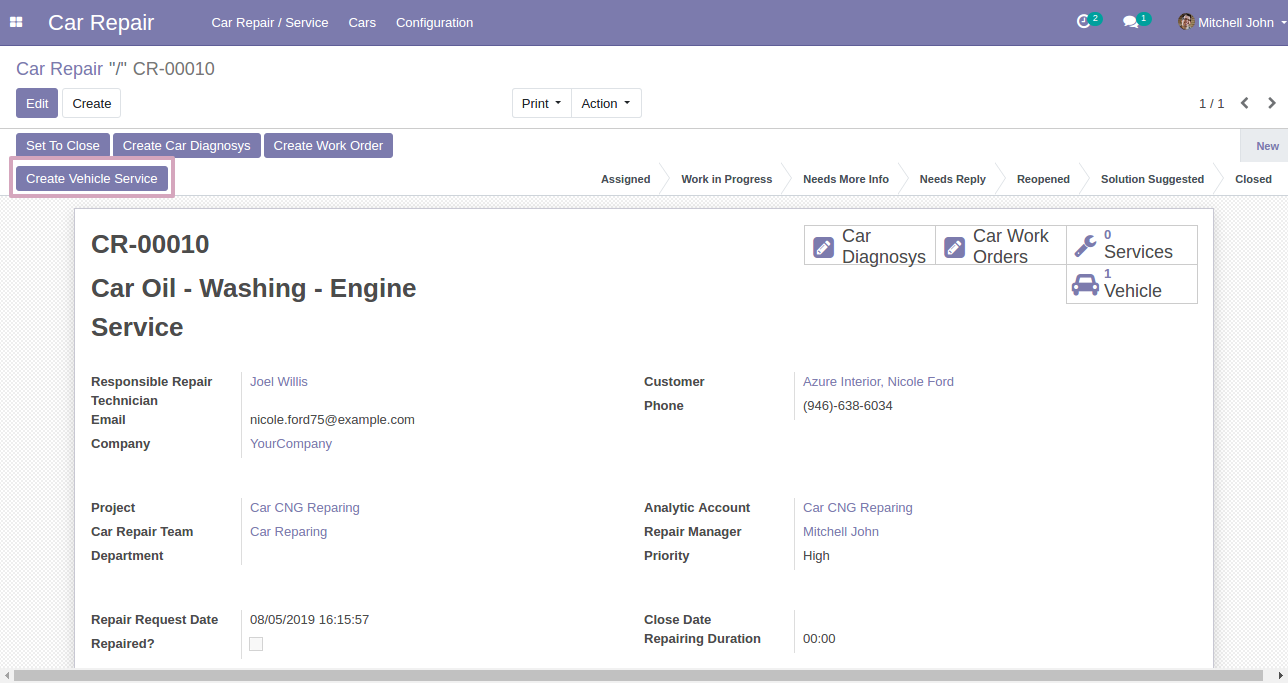 Car Repair
Car Repair / Service Cars Configuration
2
1
Mitchell John
Car Repair "/" CR-00010
Edit Create
Print Action
1 / 1
Set To Close Create Car Diagnosys Create Work Order
New
Create Vehicle Service
Assigned Work in Progress Needs More Info Needs Reply Reopened Solution Suggested Closed
CR-00010
Car Diagnosys
Car Work Orders
0 Services
1 Vehicle
Car Oil - Washing - Engine
Service
Responsible Repair Technician Joel Willis
Customer Azure Interior, Nicole Ford
Email nicole.ford75@example.com
Phone (946)-638-6034
Company YourCompany
Project Car CNG Reparing
Analytic Account Car CNG Reparing
Car Repair Team Car Reparing
Repair Manager Mitchell John
Department
Priority High
Repair Request Date 08/05/2019 16:15:57
Close Date
Repaired?
Repairing Duration 00:00